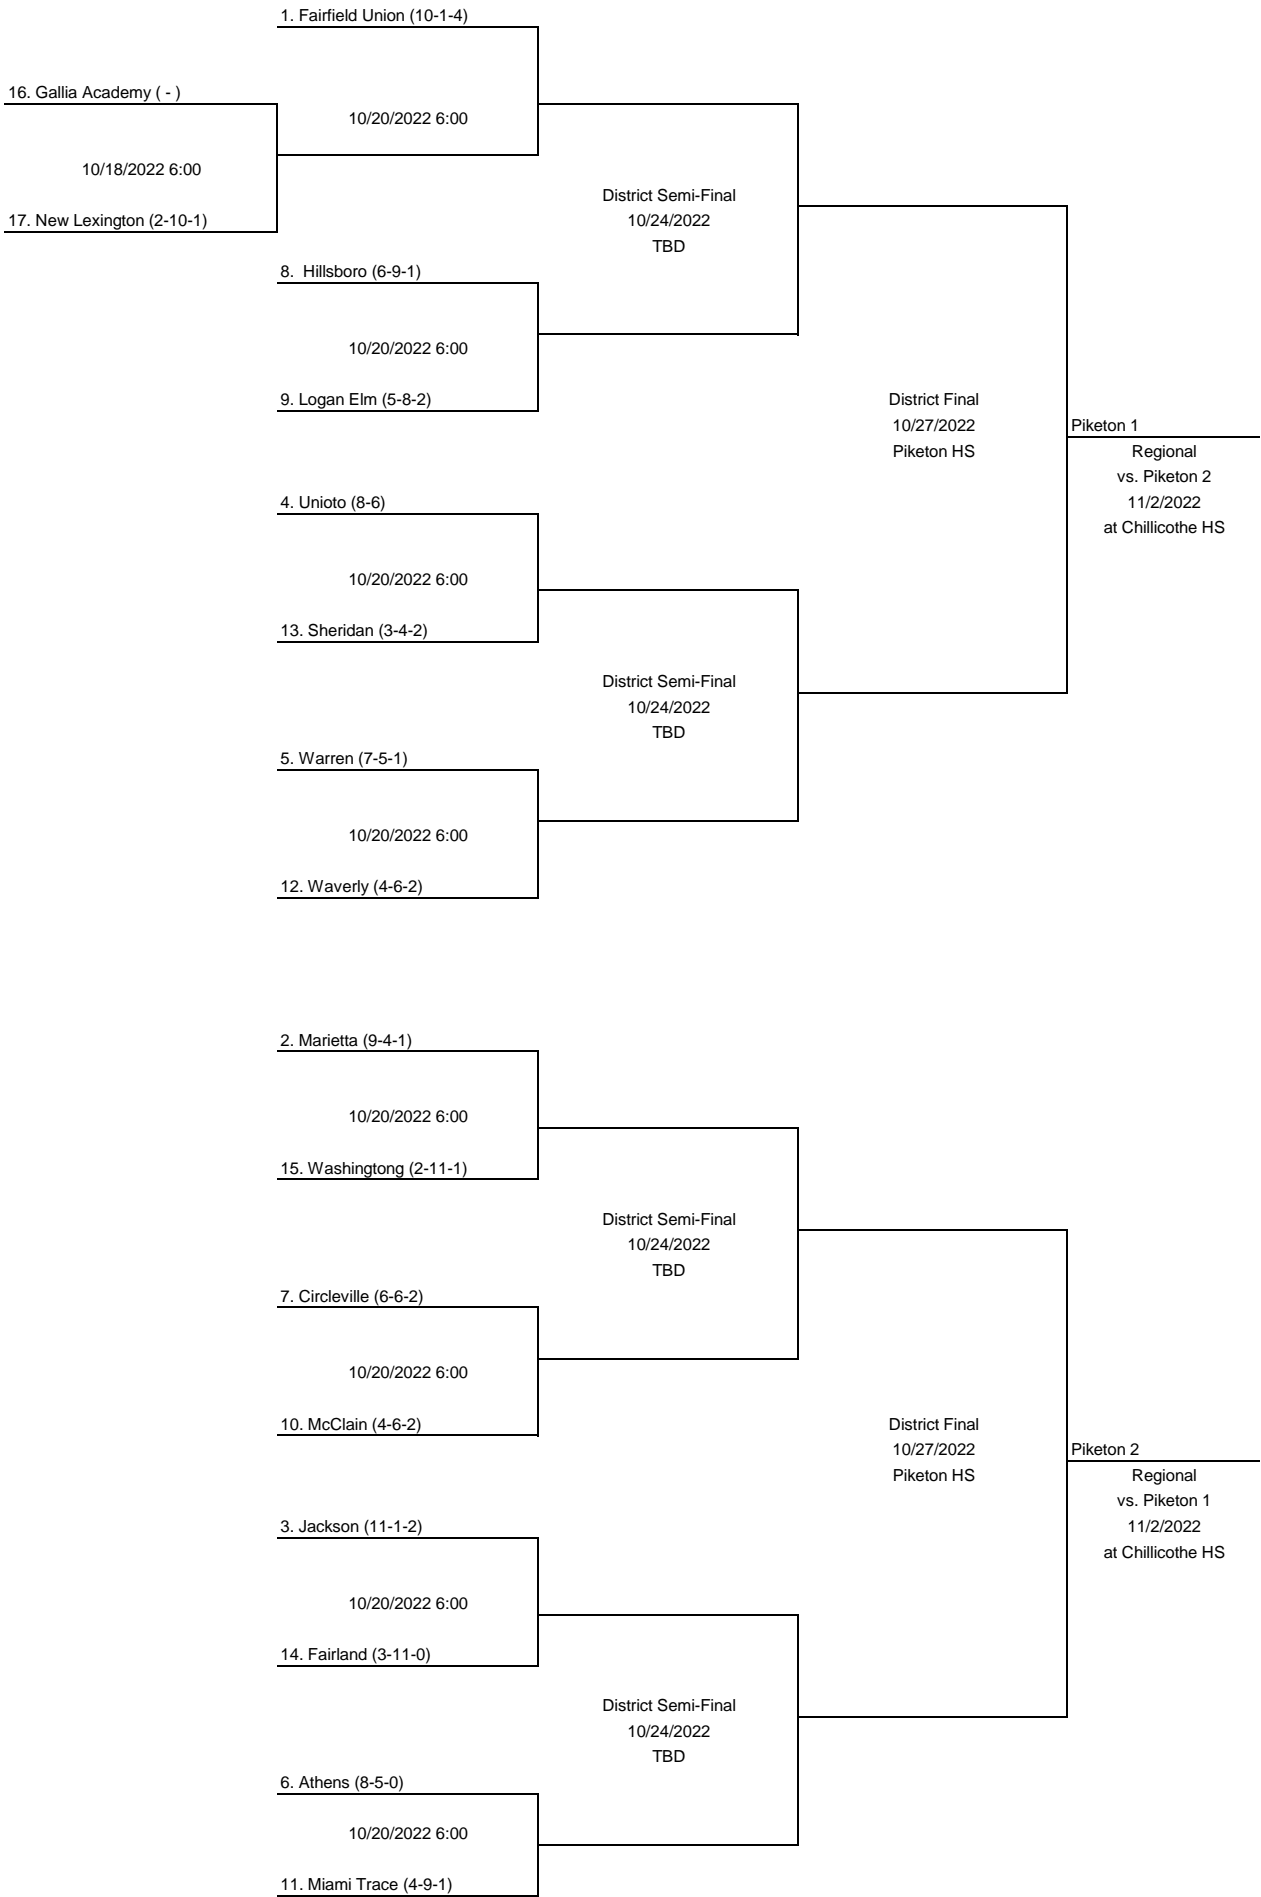 1. Fairfield Union (10-1-4)
16. Gallia Academy ( - )
10/20/2022 6:00
10/18/2022 6:00
District Semi-Final
10/24/2022
TBD
17. New Lexington (2-10-1)
8.  Hillsboro (6-9-1)
10/20/2022 6:00
9. Logan Elm (5-8-2)
District Final
10/27/2022
Piketon HS
Piketon 1
Regional
vs. Piketon 2
11/2/2022
at Chillicothe HS
4. Unioto (8-6)
10/20/2022 6:00
13. Sheridan (3-4-2)
District Semi-Final
10/24/2022
TBD
5. Warren (7-5-1)
10/20/2022 6:00
12. Waverly (4-6-2)
2. Marietta (9-4-1)
10/20/2022 6:00
15. Washingtong (2-11-1)
District Semi-Final
10/24/2022
TBD
7. Circleville (6-6-2)
10/20/2022 6:00
10. McClain (4-6-2)
District Final
10/27/2022
Piketon HS
Piketon 2
Regional
vs. Piketon 1
11/2/2022
at Chillicothe HS
3. Jackson (11-1-2)
10/20/2022 6:00
14. Fairland (3-11-0)
District Semi-Final
10/24/2022
TBD
6. Athens (8-5-0)
10/20/2022 6:00
11. Miami Trace (4-9-1)